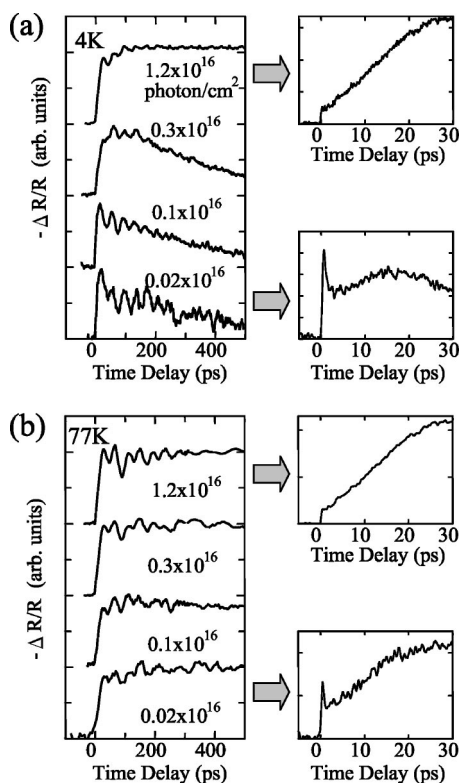 (a)
4K
1.2x10^16
photon/cm^2
0.3x10^16
0.1x10^16
0.02x10^16
- Δ R/R (arb. units)
0 200 400
Time Delay (ps)
0 10 20 30
Time Delay (ps)
0 10 20 30
Time Delay (ps)
(b)
77K
1.2x10^16
0.3x10^16
0.1x10^16
0.02x10^16
- Δ R/R (arb. units)
0 200 400
Time Delay (ps)
0 10 20 30
Time Delay (ps)
0 10 20 30
Time Delay (ps)